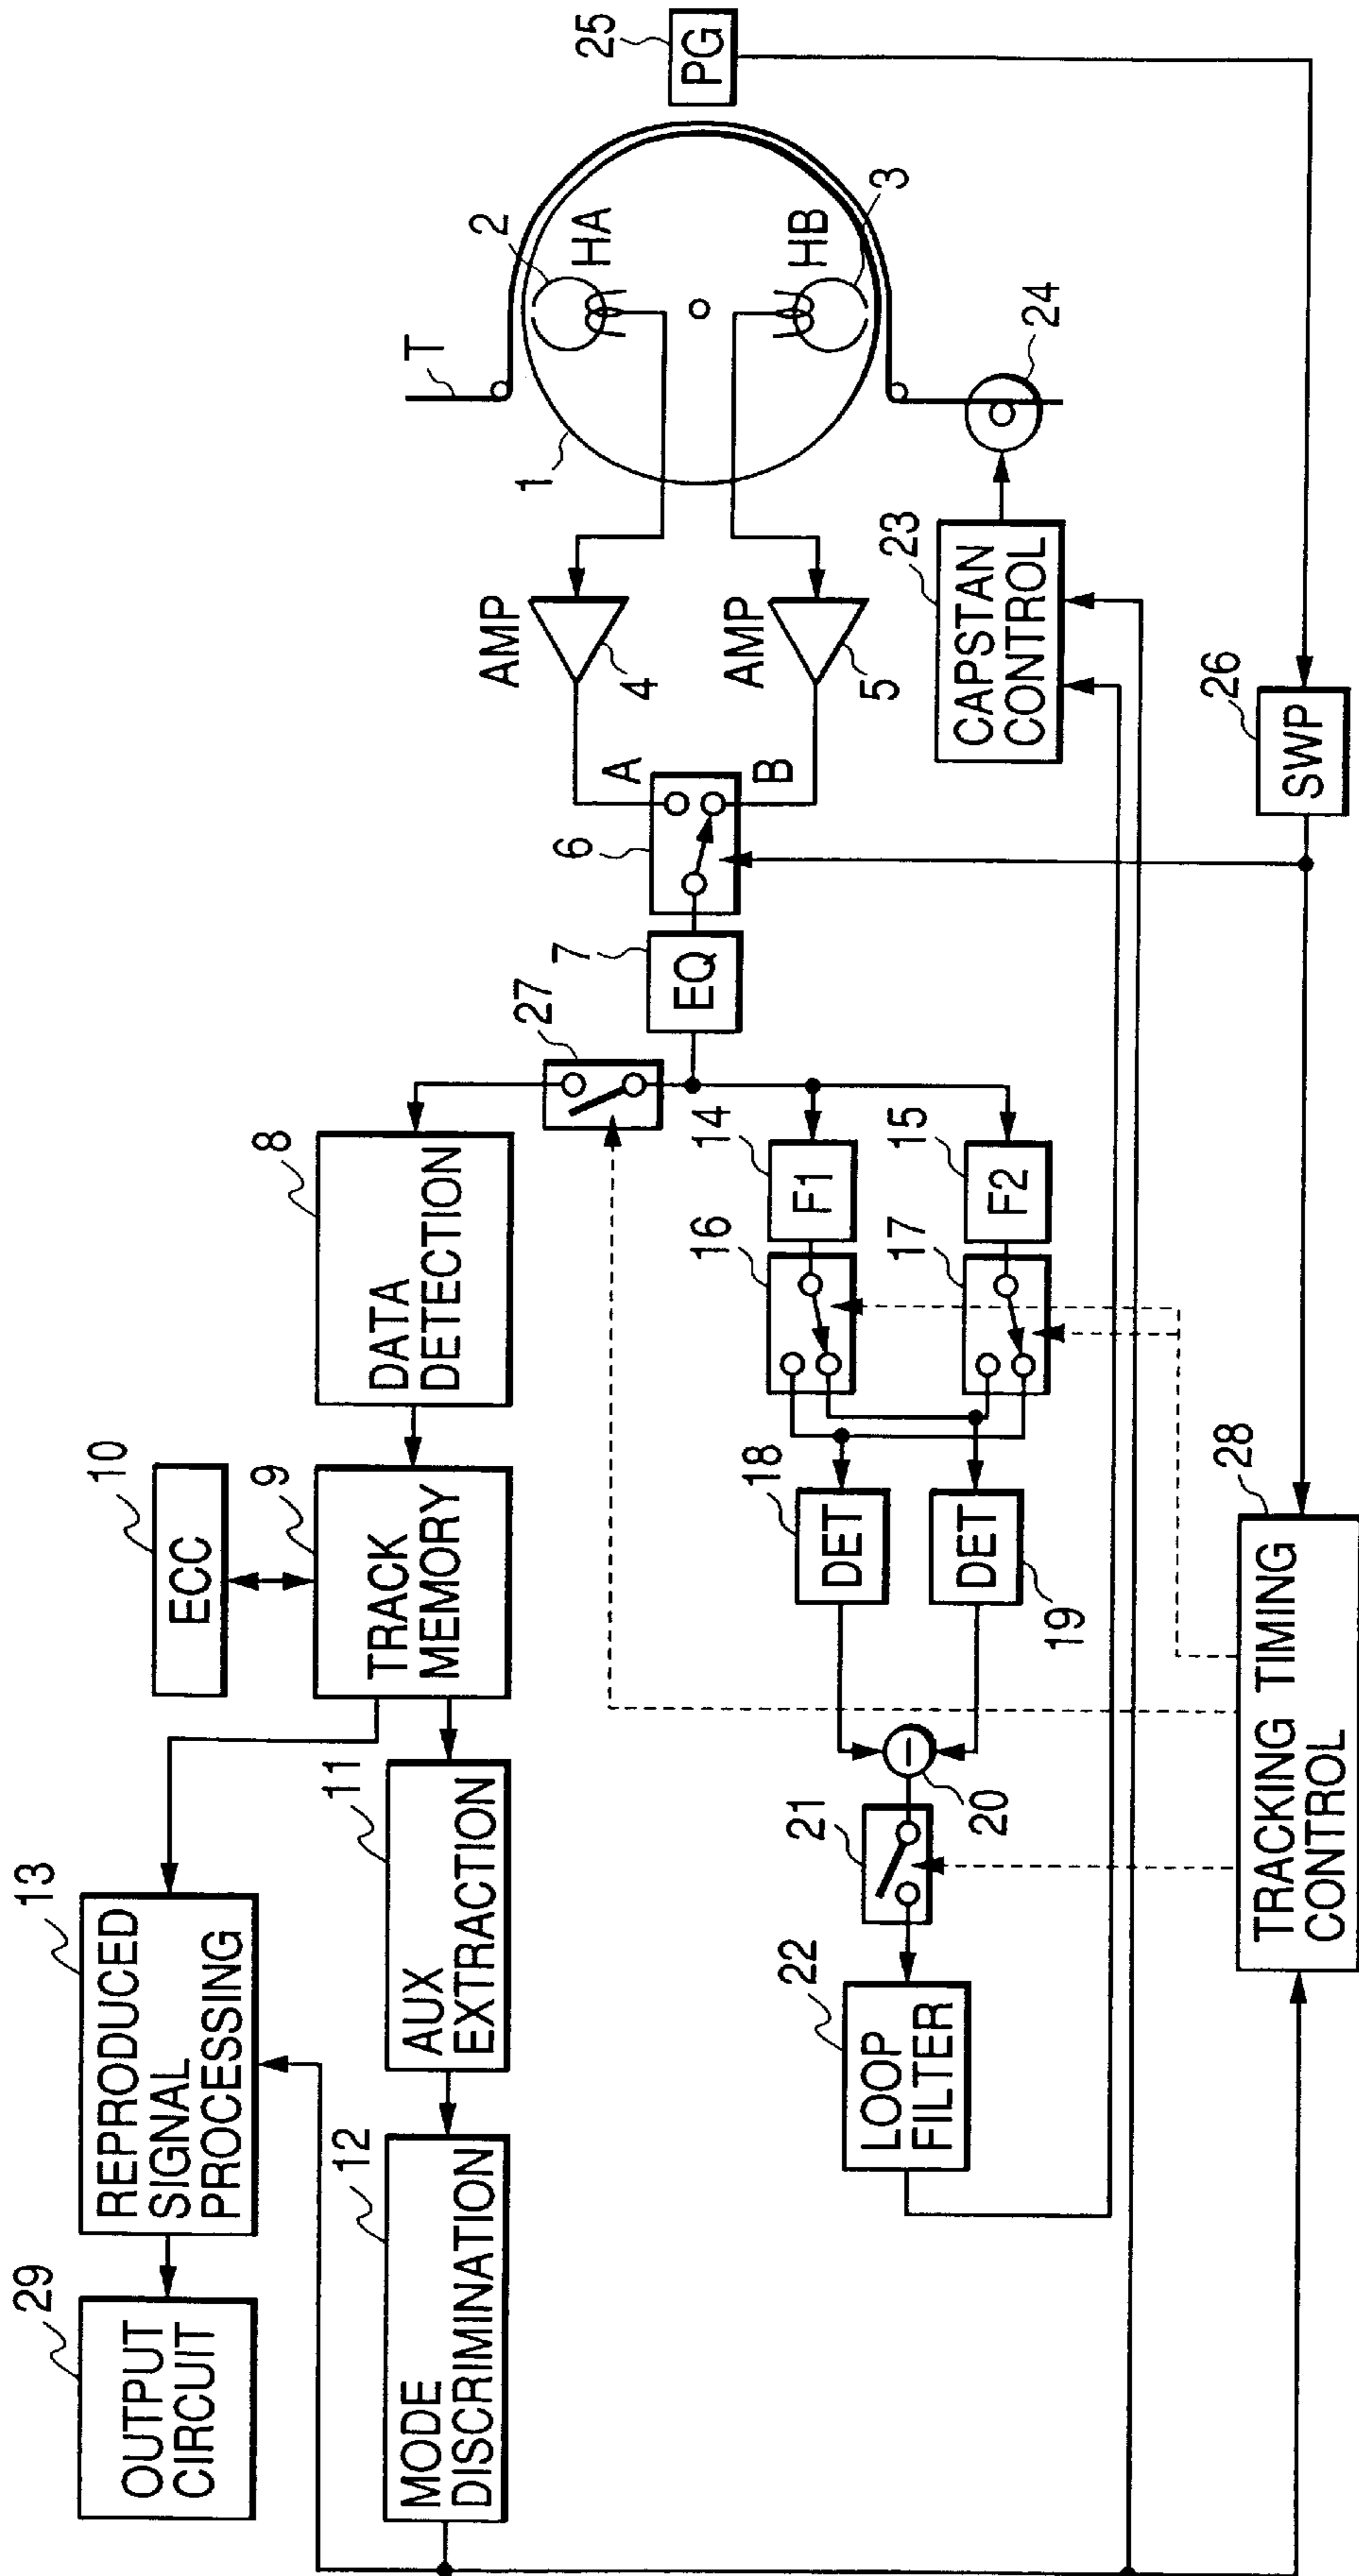 29
OUTPUT
CIRCUIT
13
REPRODUCED
SIGNAL
PROCESSING
10
ECC
12
MODE
DISCRIMINATION
11
AUX
EXTRACTION
9
TRACK
MEMORY
8
DATA
DETECTION
27
7
EQ
6
A
B
AMP
4
AMP
5
1
T
2
HA
HB
3
25
PG
22
LOOP
FILTER
21
20
18
DET
DET
19
16
17
14
F1
15
F2
23
CAPSTAN
CONTROL
24
28
TRACKING TIMING
CONTROL
26
SWP